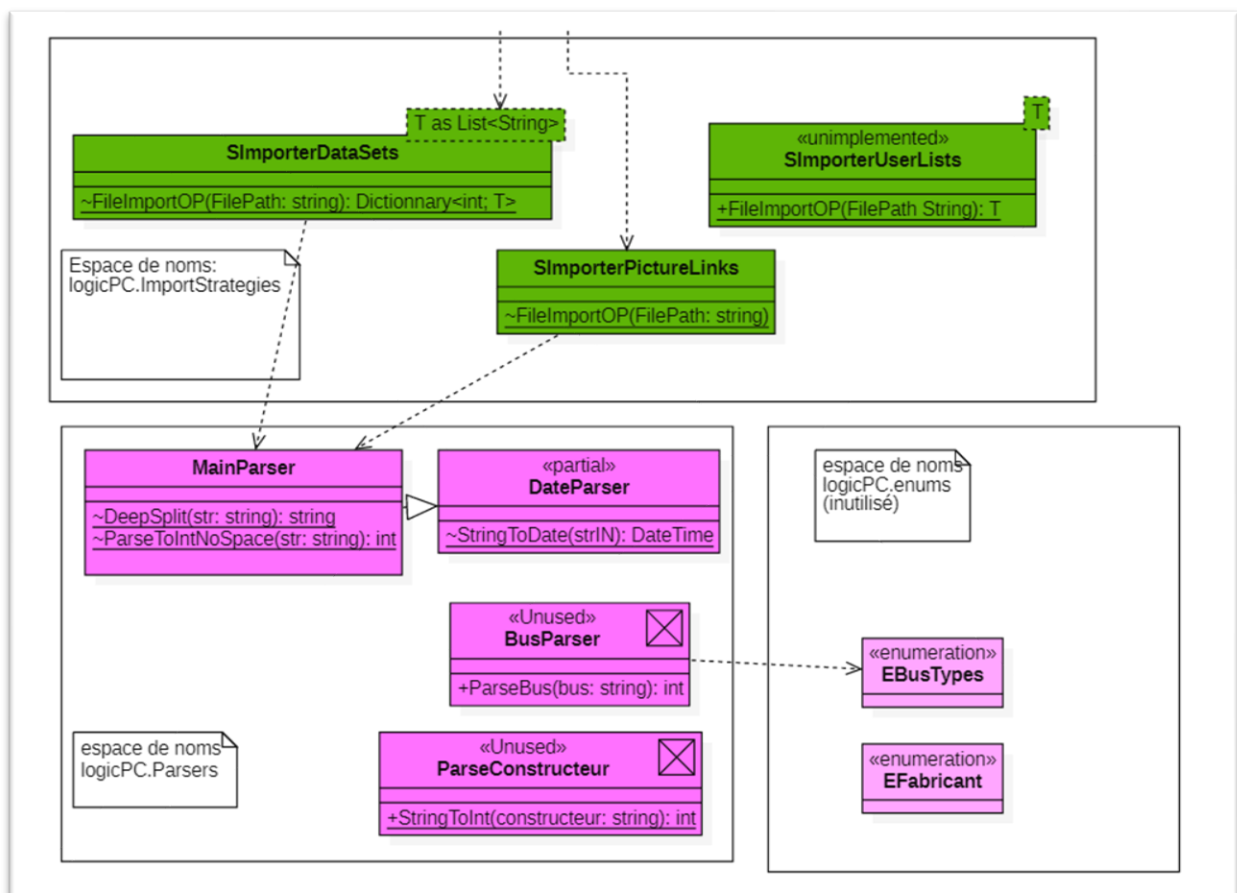 T as List<String>
SImporterDataSets
~FileImportOP(FilePath: string): Dictionnary<int; T>
T
«unimplemented»
SImporterUserLists
+FileImportOP(FilePath String): T
Espace de noms:
logicPC.ImportStrategies
SImporterPictureLinks
~FileImportOP(FilePath: string)
MainParser
~DeepSplit(str: string): string
~ParseToIntNoSpace(str: string): int
«partial»
DateParser
~StringToDate(strIN): DateTime
espace de noms
logicPC.enums
(inutilisé)
«Unused»
BusParser
+ParseBus(bus: string): int
«enumeration»
EBusTypes
espace de noms
logicPC.Parsers
«Unused»
ParseConstructeur
+StringToInt(constructeur: string): int
«enumeration»
EFabricant